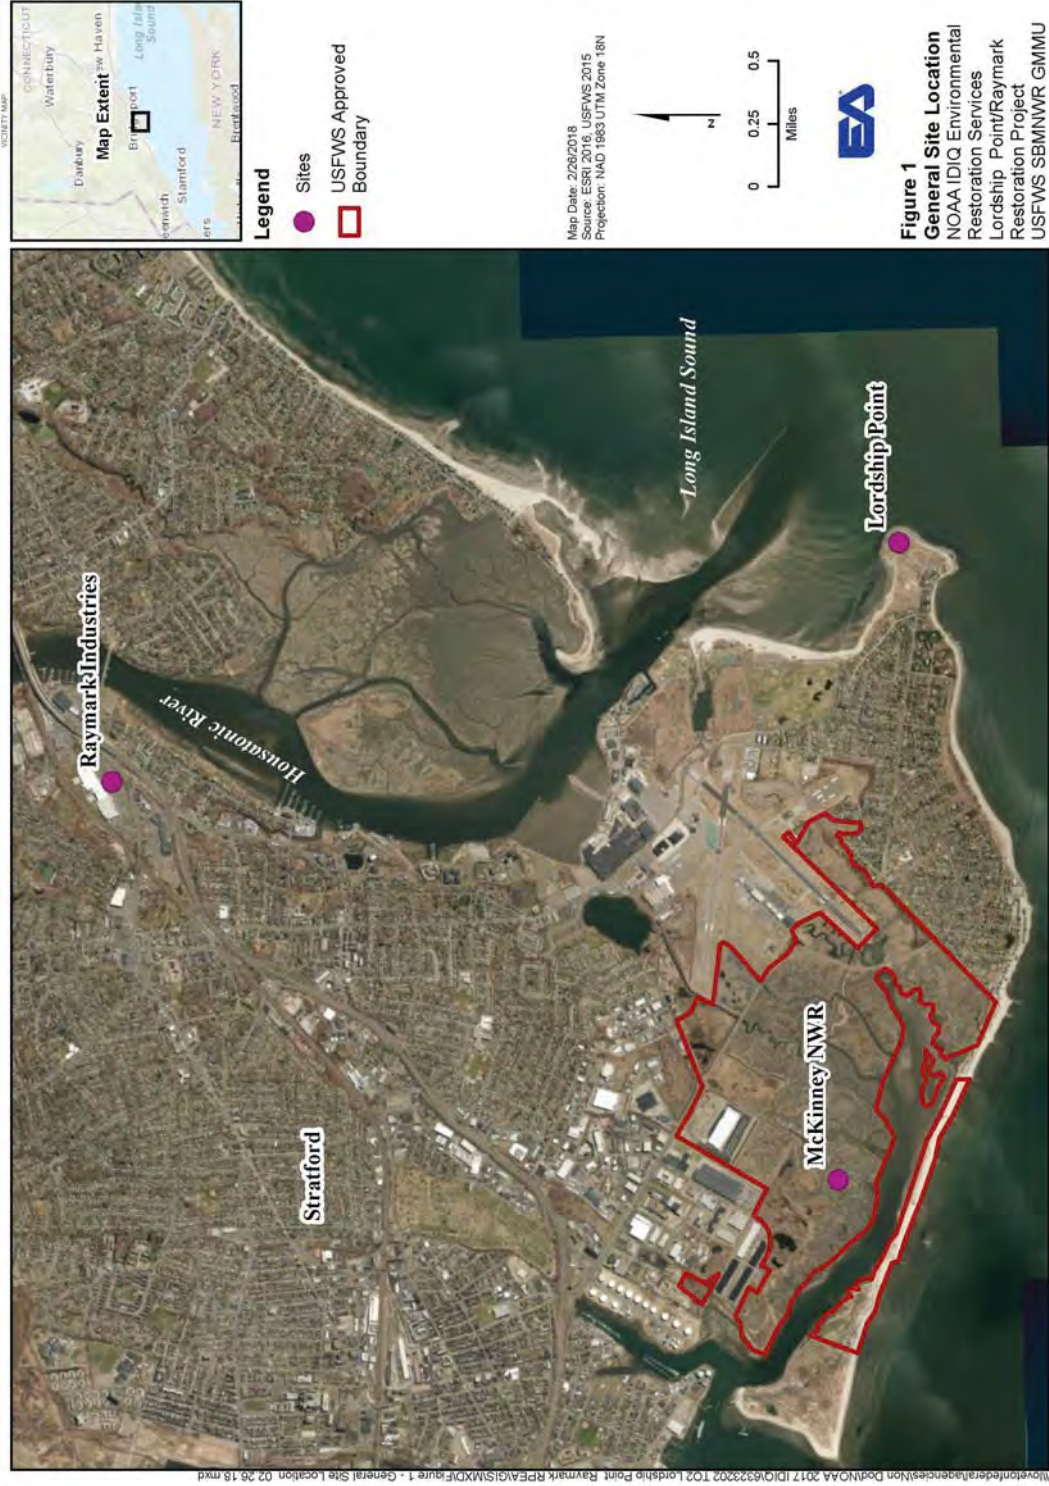 VICINITY MAP
CONNECTICUT
Waterbury
Danbury
Map Extent
Long Island
Sound
Stamford
NEW YORK
Brentwood
Legend
Sites
USFWS Approved
Boundary
Map Date: 2/26/2018
Source: ESRI 2016, USFWS 2015
Projection: NAD 1983 UTM Zone 18N
N
0 0.25 0.5
Miles
EA
Figure 1
General Site Location
NOAA IDIQ Environmental
Restoration Services
Lordship Point/Raymark
Restoration Project
USFWS SBMNWR GMMU
Raymark Industries
Housatonic River
Stratford
Long Island Sound
Lordship Point
McKinney NWR